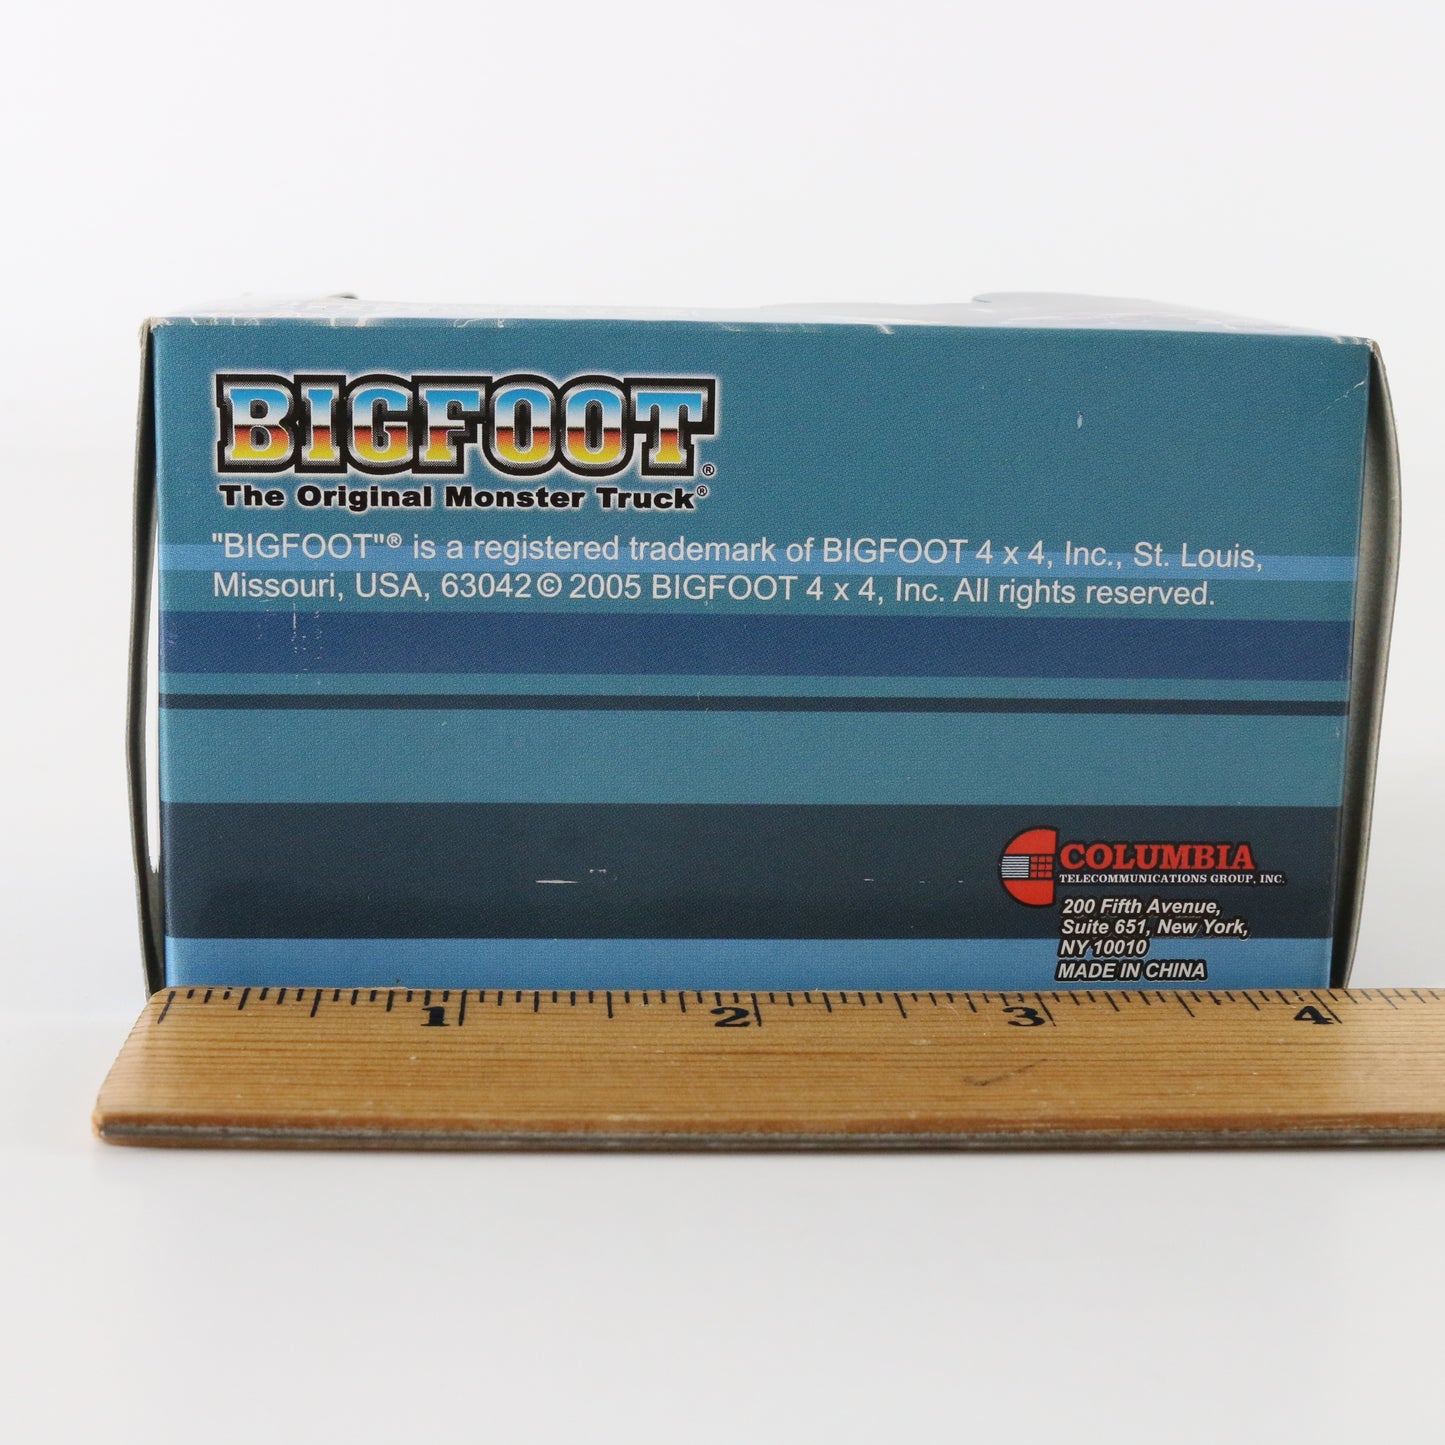 BIGFOOT®
The Original Monster Truck®
"BIGFOOT"® is a registered trademark of BIGFOOT 4 x 4, Inc., St. Louis,
Missouri, USA, 63042 © 2005 BIGFOOT 4 x 4, Inc. All rights reserved.
COLUMBIA
TELECOMMUNICATIONS GROUP, INC.
200 Fifth Avenue,
Suite 651, New York,
NY 10010
MADE IN CHINA
1 2 3 4